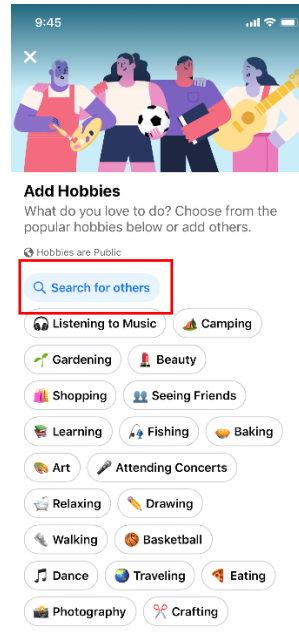 9:45
Add Hobbies
What do you love to do? Choose from the
popular hobbies below or add others.
Hobbies are Public
Search for others
Listening to Music Camping
Gardening Beauty
Shopping Seeing Friends
Learning Fishing Baking
Art Attending Concerts
Relaxing Drawing
Walking Basketball
Dance Traveling Eating
Photography Crafting